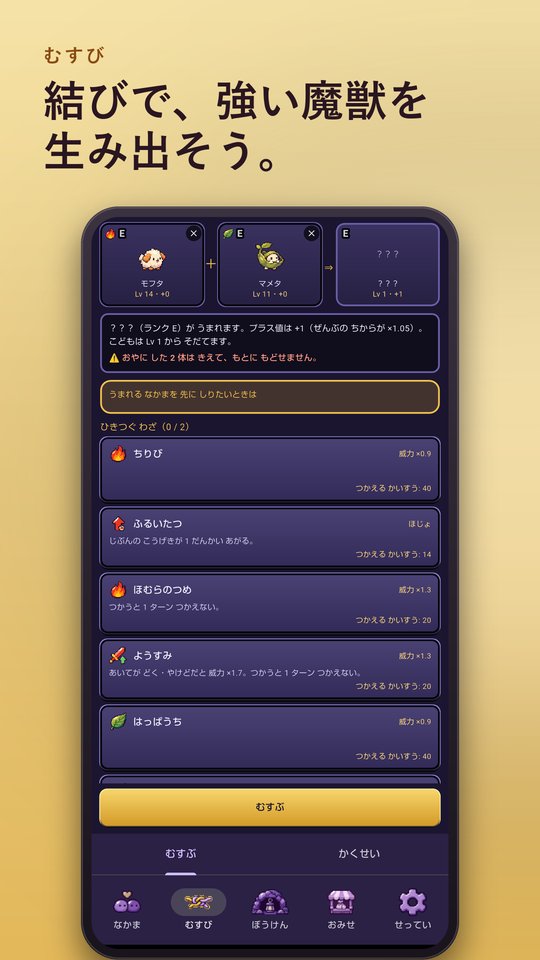 むすび
結びで、強い魔獣を
生み出そう。
E
モフタ
Lv 14・+0
+
E
マメタ
Lv 11・+0
⇒
E
? ? ?
? ? ?
Lv 1・+1
? ? ?（ランク E）が うまれます。プラス値は +1（ぜんぶの ちからが ×1.05）。
こどもは Lv 1 から そだてます。
おやに した 2 体は きえて、もとに もどせません。
うまれる なかまを 先に しりたいときは
ひきつぐ わざ（0 / 2）
ちりび
威力 ×0.9
つかえる かいすう: 40
ふるいたつ
ほじょ
じぶんの こうげきが 1 だんかい あがる。
つかえる かいすう: 14
ほむらのつめ
威力 ×1.3
つかうと 1 ターン つかえない。
つかえる かいすう: 20
ようすみ
威力 ×1.3
あいてが どく・やけどだと 威力 ×1.7。つかうと 1 ターン つかえない。
つかえる かいすう: 20
はっぱうち
威力 ×0.9
つかえる かいすう: 40
むすぶ
むすぶ
かくせい
なかま
むすび
ぼうけん
おみせ
せってい